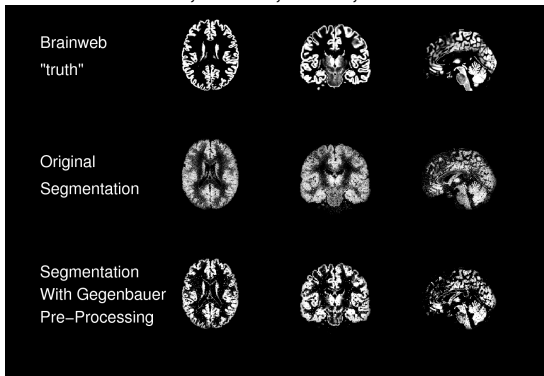 Brainweb
"truth"
Original
Segmentation
Segmentation
With Gegenbauer
Pre-Processing